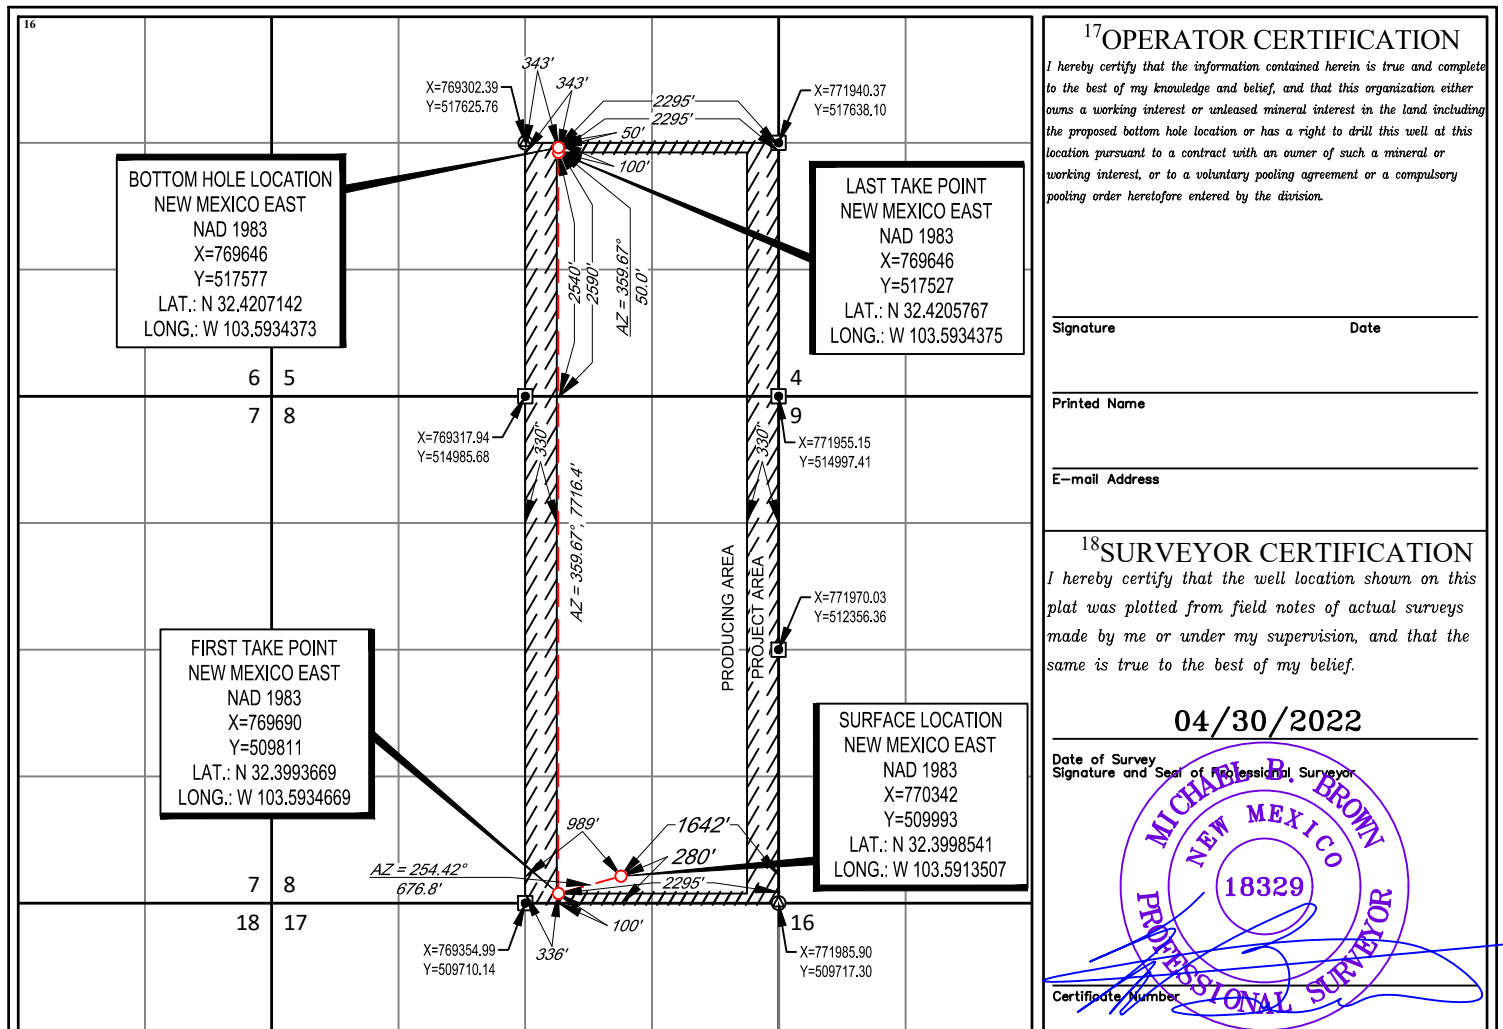 16
343'
343'
X=769302.39
Y=517625.76
2295'
2295'
50'
100'
X=771940.37
Y=517638.10
BOTTOM HOLE LOCATION
NEW MEXICO EAST
NAD 1983
X=769646
Y=517577
LAT.: N 32.4207142
LONG.: W 103.5934373
LAST TAKE POINT
NEW MEXICO EAST
NAD 1983
X=769646
Y=517527
LAT.: N 32.4205767
LONG.: W 103.5934375
2540'
2590'
AZ = 359.67°
50.0'
6 5
7 8
4
9
X=769317.94
Y=514985.68
330'
330'
X=771955.15
Y=514997.41
AZ = 359.67°, 7716.4'
PRODUCING AREA
PROJECT AREA
X=771970.03
Y=512356.36
FIRST TAKE POINT
NEW MEXICO EAST
NAD 1983
X=769690
Y=509811
LAT.: N 32.3993669
LONG.: W 103.5934669
SURFACE LOCATION
NEW MEXICO EAST
NAD 1983
X=770342
Y=509993
LAT.: N 32.3998541
LONG.: W 103.5913507
989'
1642'
280'
2295'
AZ = 254.42°
676.8'
7 8
18 17
16
100'
336'
X=769354.99
Y=509710.14
X=771985.90
Y=509717.30
17OPERATOR CERTIFICATION
I hereby certify that the information contained herein is true and complete
to the best of my knowledge and belief, and that this organization either
owns a working interest or unleased mineral interest in the land including
the proposed bottom hole location or has a right to drill this well at this
location pursuant to a contract with an owner of such a mineral or
working interest, or to a voluntary pooling agreement or a compulsory
pooling order heretofore entered by the division.
Signature Date
Printed Name
E-mail Address
18SURVEYOR CERTIFICATION
I hereby certify that the well location shown on this
plat was plotted from field notes of actual surveys
made by me or under my supervision, and that the
same is true to the best of my belief.
04/30/2022
Date of Survey
Signature and Seal of Professional Surveyor
MICHAEL B. BROWN
NEW MEXICO
18329
PROFESSIONAL SURVEYOR
Certificate Number